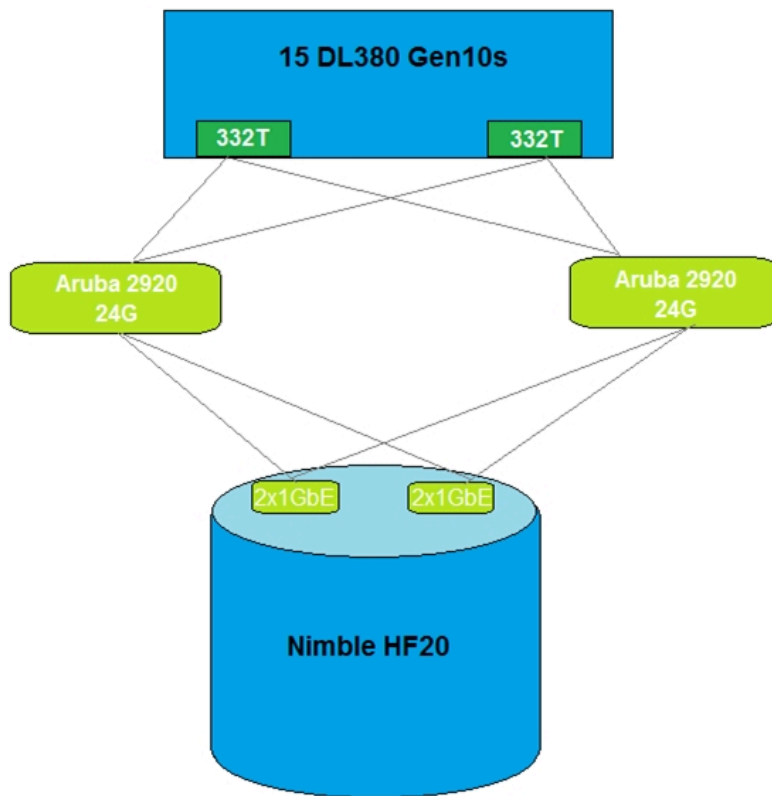 15 DL380 Gen10s
332T 332T
Aruba 2920
24G
Aruba 2920
24G
2x1GbE 2x1GbE
Nimble HF20